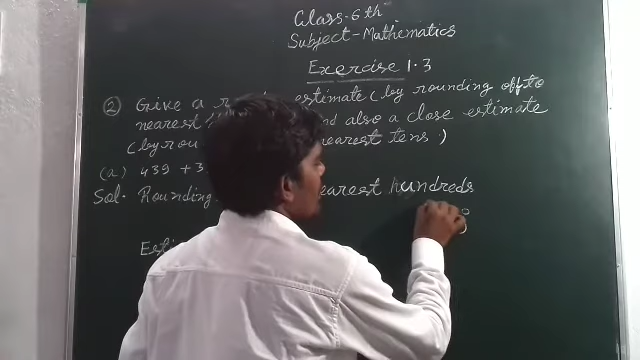 Class-6th
Subject-Mathematics
Exercise 1.3
② Give a estimate (by rounding off to
nearest and also a close estimate
(by nearest tens)
(a) 439 + 3
Sol. Rounding nearest hundreds